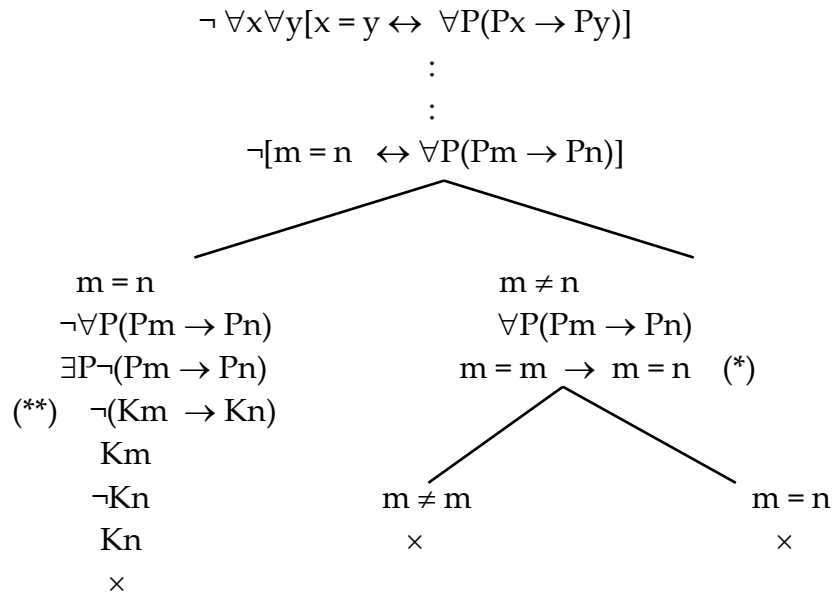 ¬ ∀x∀y[x = y ↔ ∀P(Px → Py)]
:
:
¬[m = n ↔ ∀P(Pm → Pn)]
m = n m ≠ n
¬∀P(Pm → Pn) ∀P(Pm → Pn)
∃P¬(Pm → Pn) m = m → m = n (*)
(**) ¬(Km → Kn)
Km
¬Kn m ≠ m m = n
Kn × ×
×